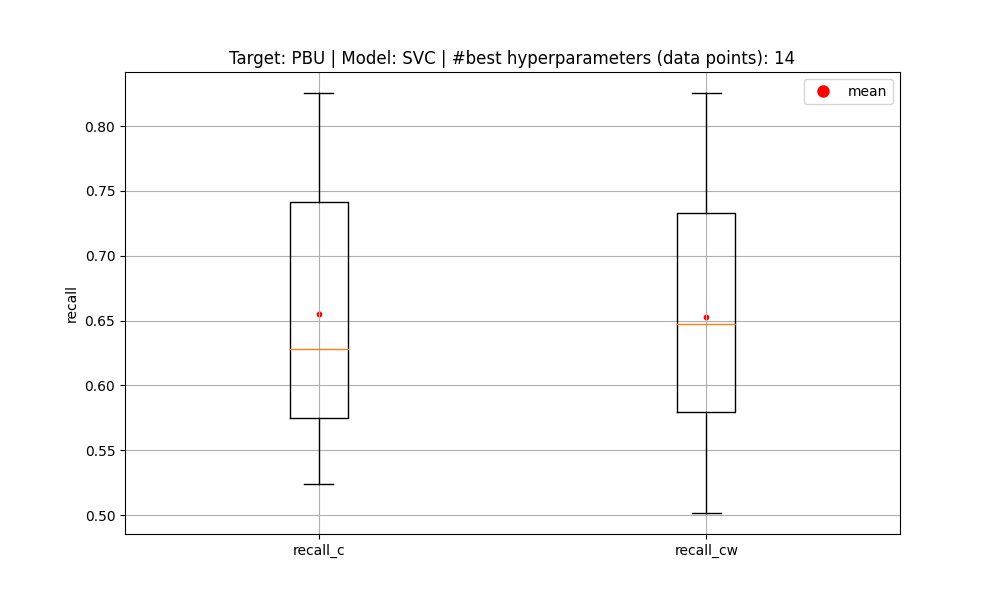 Target: PBU | Model: SVC | #best hyperparameters (data points): 14
mean
0.80
0.75
0.70
0.65
0.60
0.55
0.50
recall
recall_c
recall_cw